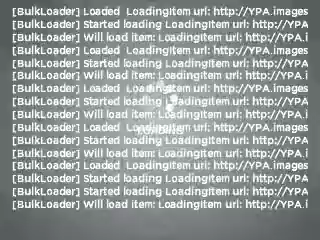 [BulkLoader] Loaded  LoadingItem url: http://YPA.images
[BulkLoader] Started loading LoadingItem url: http://YPA
[BulkLoader] Will load item: LoadingItem url: http://YPA.i
[BulkLoader] Loaded  LoadingItem url: http://YPA.images
[BulkLoader] Started loading LoadingItem url: http://YPA
[BulkLoader] Will load item: LoadingItem url: http://YPA.i
[BulkLoader] Loaded  LoadingItem url: http://YPA.images
[BulkLoader] Started loading LoadingItem url: http://YPA
[BulkLoader] Will load item: LoadingItem url: http://YPA.i
[BulkLoader] Loaded  LoadingItem url: http://YPA.images
LOADING
[BulkLoader] Started loading LoadingItem url: http://YPA
[BulkLoader] Will load item: LoadingItem url: http://YPA.i
[BulkLoader] Loaded  LoadingItem url: http://YPA.images
[BulkLoader] Started loading LoadingItem url: http://YPA
[BulkLoader] Started loading LoadingItem url: http://YPA
[BulkLoader] Will load item: LoadingItem url: http://YPA.i